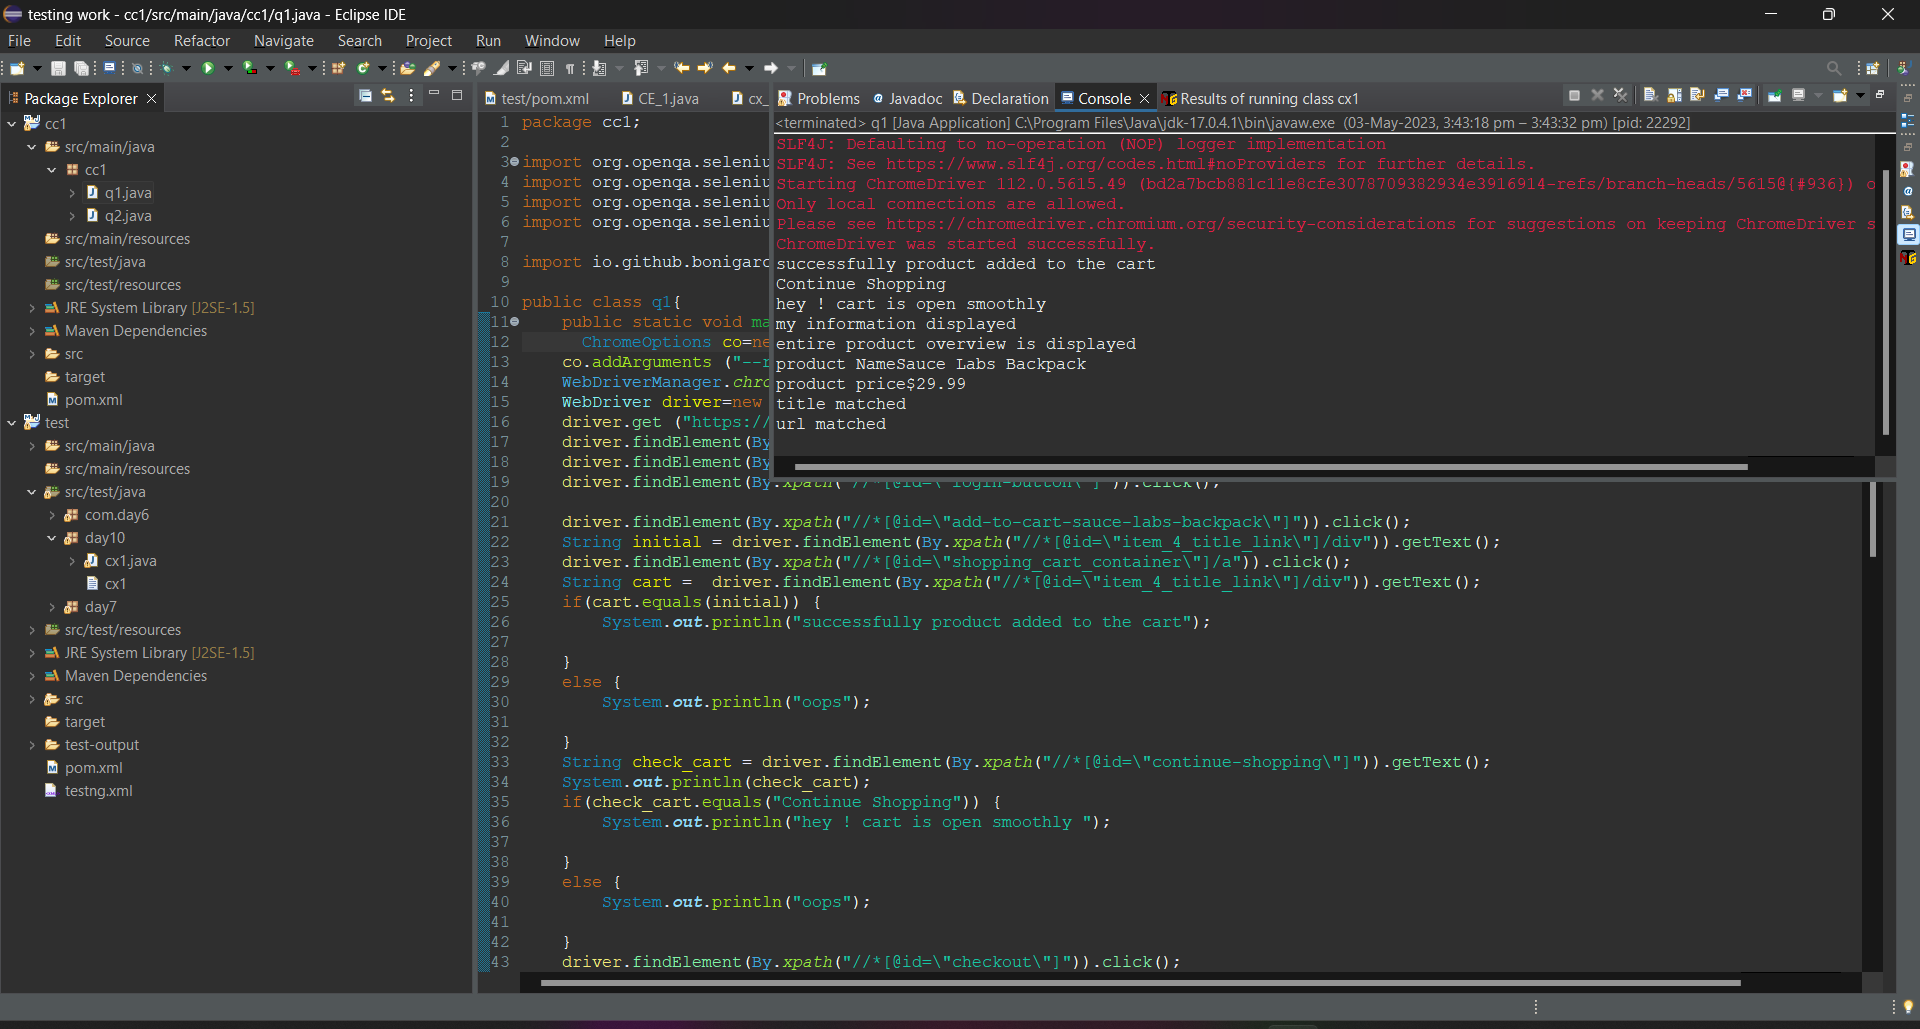 testing work - cc1/src/main/java/cc1/q1.java - Eclipse IDE
File Edit Source Refactor Navigate Search Project Run Window Help
Package Explorer
cc1
src/main/java
cc1
q1.java
q2.java
src/main/resources
src/test/java
src/test/resources
JRE System Library [J2SE-1.5]
Maven Dependencies
src
target
pom.xml
test
src/main/java
src/main/resources
src/test/java
com.day6
day10
cx1.java
cx1
day7
src/test/resources
JRE System Library [J2SE-1.5]
Maven Dependencies
src
target
test-output
pom.xml
testng.xml
test/pom.xml CE_1.java cx_
1 package cc1;
2
3 import org.openqa.seleniu
4 import org.openqa.seleniu
5 import org.openqa.seleniu
6 import org.openqa.seleniu
7
8 import io.github.bonigarc
9
10 public class q1{
11 public static void ma
12 ChromeOptions co=ne
13 co.addArguments ("--r
14 WebDriverManager.chro
15 WebDriver driver=new
16 driver.get ("https://
17 driver.findElement(By
18 driver.findElement(By
19 driver.findElement(By.xpath("//*[@id=\"login-button\"]")).click();
20
21 driver.findElement(By.xpath("//*[@id=\"add-to-cart-sauce-labs-backpack\"]")).click();
22 String initial = driver.findElement(By.xpath("//*[@id=\"item_4_title_link\"]/div")).getText();
23 driver.findElement(By.xpath("//*[@id=\"shopping_cart_container\"]/a")).click();
24 String cart =  driver.findElement(By.xpath("//*[@id=\"item_4_title_link\"]/div")).getText();
25 if(cart.equals(initial)) {
26 System.out.println("successfully product added to the cart");
27
28 }
29 else {
30 System.out.println("oops");
31
32 }
33 String check_cart = driver.findElement(By.xpath("//*[@id=\"continue-shopping\"]")).getText();
34 System.out.println(check_cart);
35 if(check_cart.equals("Continue Shopping")) {
36 System.out.println("hey ! cart is open smoothly ");
37
38 }
39 else {
40 System.out.println("oops");
41
42 }
43 driver.findElement(By.xpath("//*[@id=\"checkout\"]")).click();
Problems Javadoc Declaration Console Results of running class cx1
<terminated> q1 [Java Application] C:\Program Files\Java\jdk-17.0.4.1\bin\javaw.exe (03-May-2023, 3:43:18 pm – 3:43:32 pm) [pid: 22292]
SLF4J: Defaulting to no-operation (NOP) logger implementation
SLF4J: See https://www.slf4j.org/codes.html#noProviders for further details.
Starting ChromeDriver 112.0.5615.49 (bd2a7bcb881c11e8cfe3078709382934e3916914-refs/branch-heads/5615@{#936}) o
Only local connections are allowed.
Please see https://chromedriver.chromium.org/security-considerations for suggestions on keeping ChromeDriver s
ChromeDriver was started successfully.
successfully product added to the cart
Continue Shopping
hey ! cart is open smoothly
my information displayed
entire product overview is displayed
product NameSauce Labs Backpack
product price$29.99
title matched
url matched